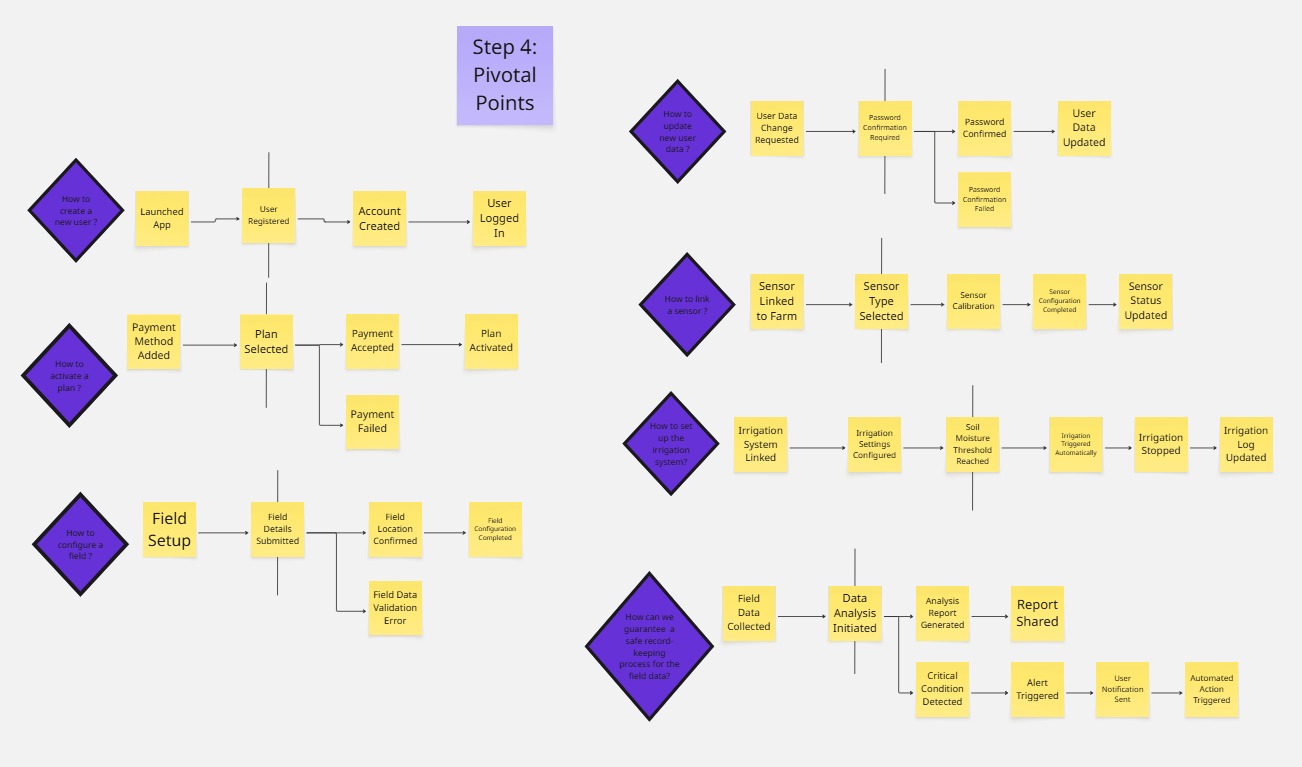 Step 4:
Pivotal
Points
How to
create a
new user ?
Launched
App
User
Registered
Account
Created
User
Logged
In
How to
activate a
plan ?
Payment
Method
Added
Plan
Selected
Payment
Accepted
Plan
Activated
Payment
Failed
How to
configure a
field ?
Field
Setup
Field
Details
Submitted
Field
Location
Confirmed
Field
Configuration
Completed
Field Data
Validation
Error
How to
update
new user
data ?
User Data
Change
Requested
Password
Confirmation
Required
Password
Confirmed
User
Data
Updated
Password
Confirmation
Failed
How to link
a sensor ?
Sensor
Linked
to Farm
Sensor
Type
Selected
Sensor
Calibration
Sensor
Configuration
Completed
Sensor
Status
Updated
How to set
up the
irrigation
system?
Irrigation
System
Linked
Irrigation
Settings
Configured
Soil
Moisture
Threshold
Reached
Irrigation
Triggered
Automatically
Irrigation
Stopped
Irrigation
Log
Updated
How can we
guarantee a
safe record-
keeping
process for the
field data?
Field
Data
Collected
Data
Analysis
Initiated
Analysis
Report
Generated
Report
Shared
Critical
Condition
Detected
Alert
Triggered
User
Notification
Sent
Automated
Action
Triggered